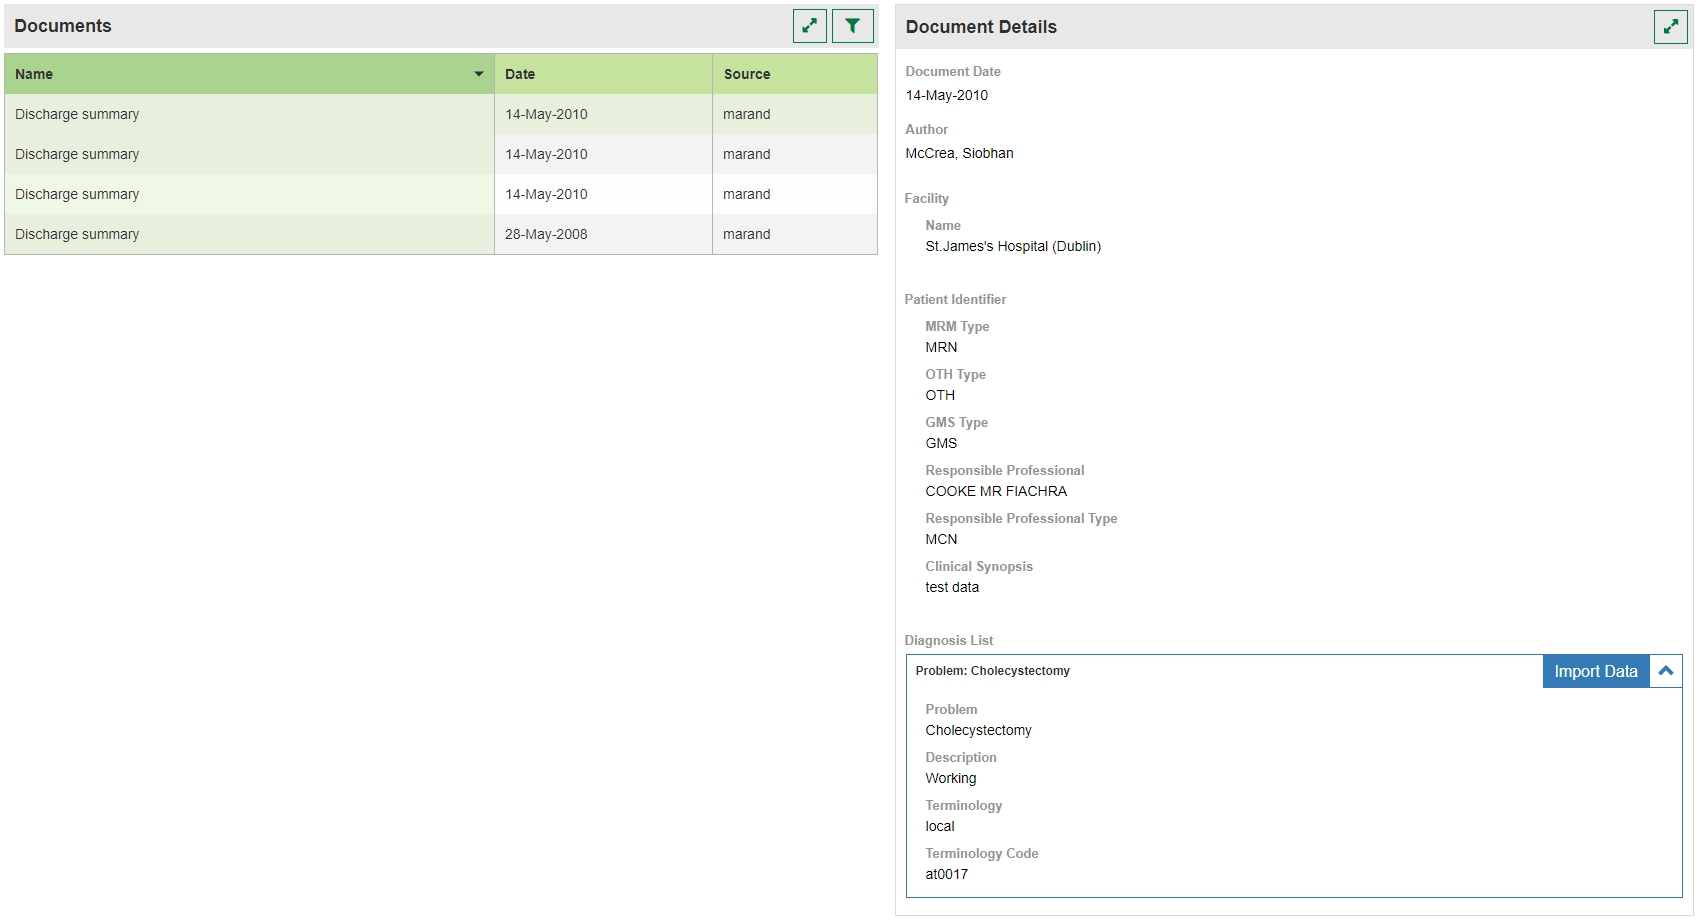 Documents
Name Date Source
Discharge summary 14-May-2010 marand
Discharge summary 14-May-2010 marand
Discharge summary 14-May-2010 marand
Discharge summary 28-May-2008 marand
Document Details
Document Date
14-May-2010
Author
McCrea, Siobhan
Facility
Name
St.James's Hospital (Dublin)
Patient Identifier
MRM Type
MRN
OTH Type
OTH
GMS Type
GMS
Responsible Professional
COOKE MR FIACHRA
Responsible Professional Type
MCN
Clinical Synopsis
test data
Diagnosis List
Problem: Cholecystectomy Import Data
Problem
Cholecystectomy
Description
Working
Terminology
local
Terminology Code
at0017